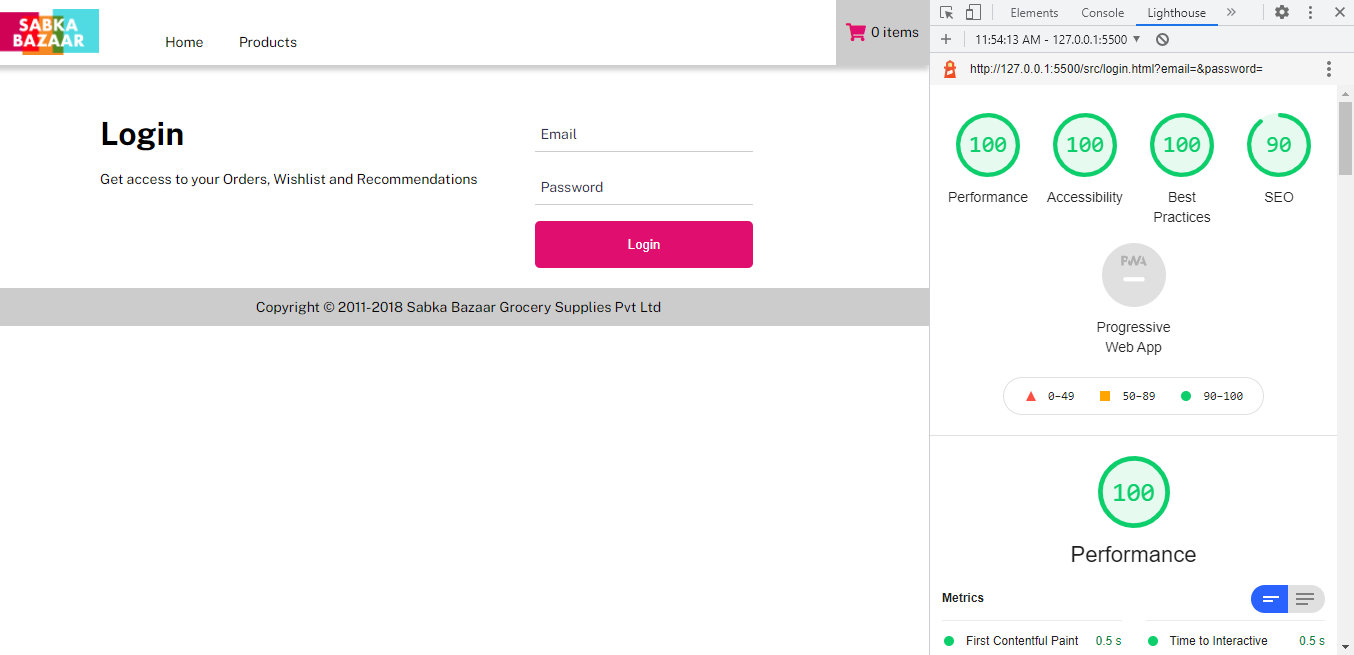 SABKA
BAZAAR
Home
Products
0 items
Login
Get access to your Orders, Wishlist and Recommendations
Email
Password
Login
Copyright © 2011-2018 Sabka Bazaar Grocery Supplies Pvt Ltd
Elements
Console
Lighthouse
»
11:54:13 AM - 127.0.0.1:5500
http://127.0.0.1:5500/src/login.html?email=&password=
100
100
100
90
Performance
Accessibility
Best
Practices
SEO
PWA
Progressive
Web App
0–49
50–89
90–100
100
Performance
Metrics
First Contentful Paint
0.5 s
Time to Interactive
0.5 s